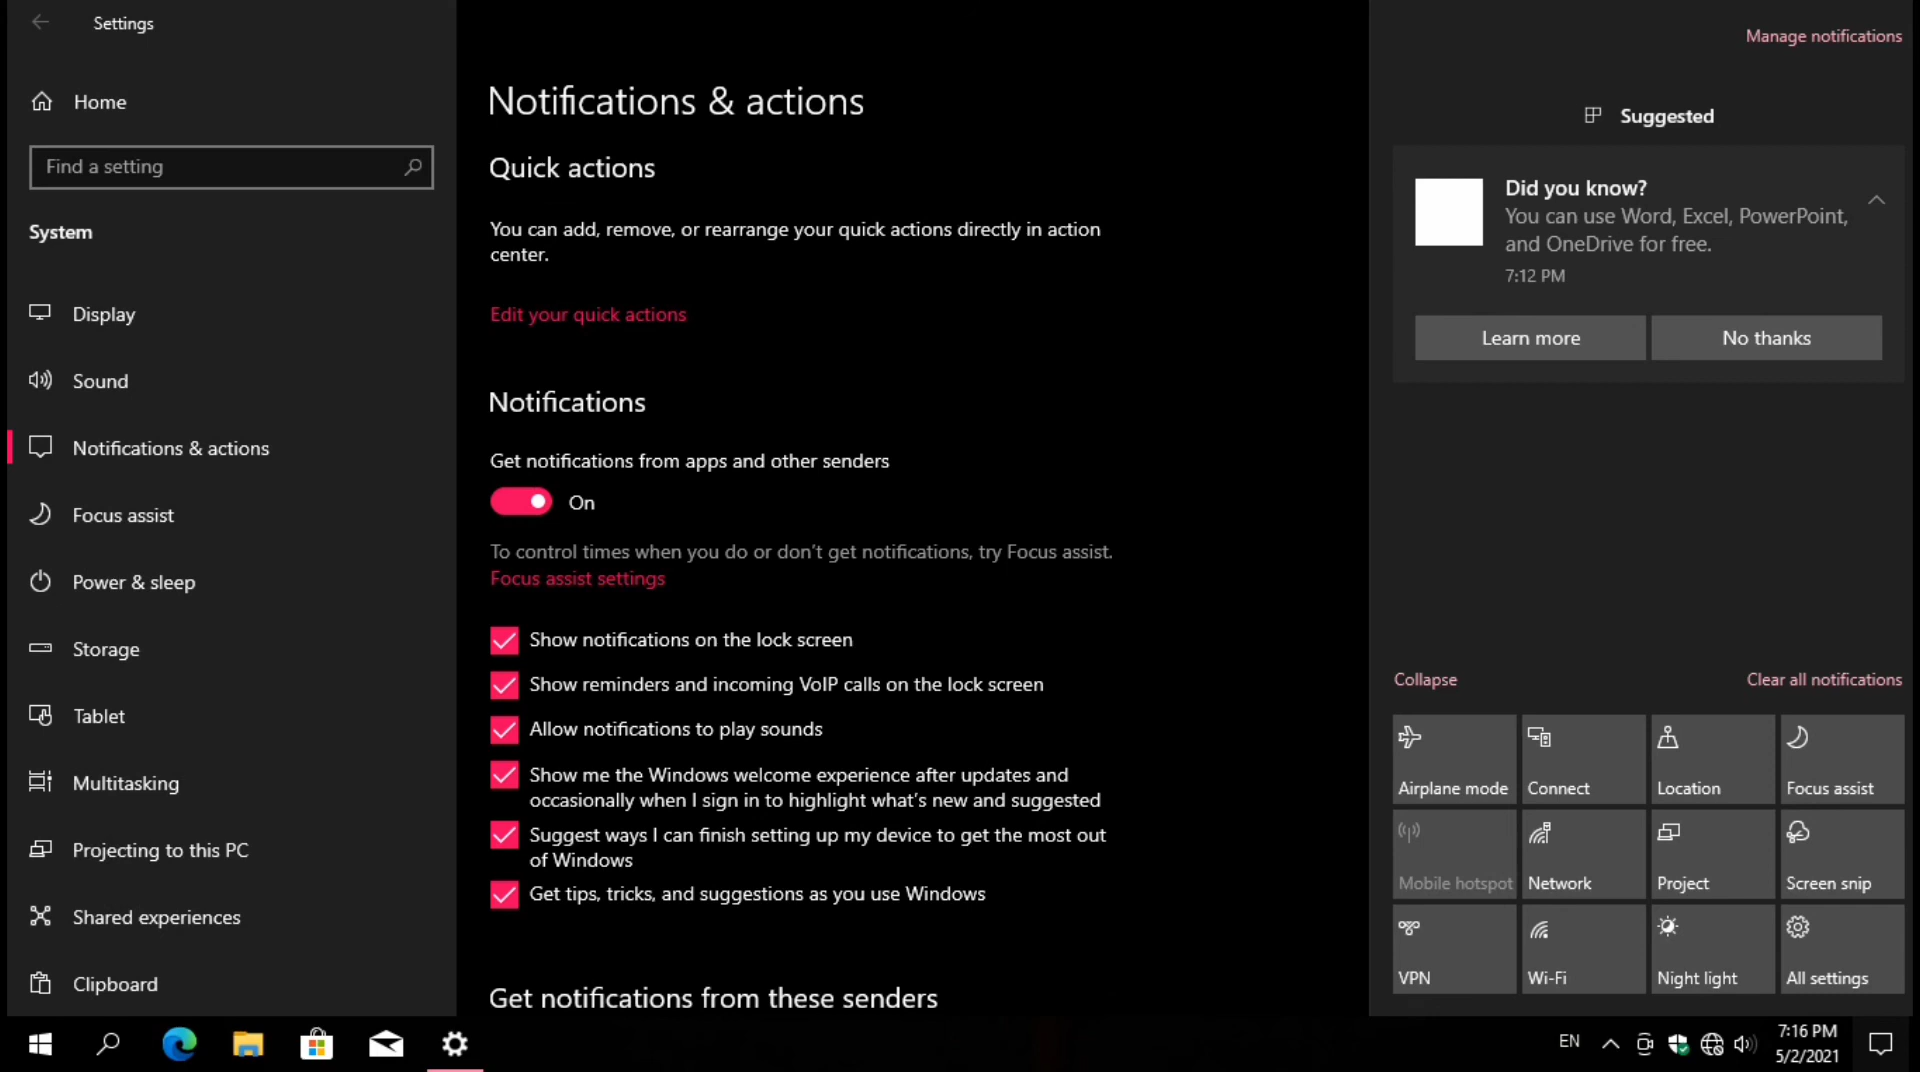 Settings
Home
Find a setting
System
Display
Sound
Notifications & actions
Focus assist
Power & sleep
Storage
Tablet
Multitasking
Projecting to this PC
Shared experiences
Clipboard
Notifications & actions
Quick actions
You can add, remove, or rearrange your quick actions directly in action
center.
Edit your quick actions
Notifications
Get notifications from apps and other senders
On
To control times when you do or don't get notifications, try Focus assist.
Focus assist settings
Show notifications on the lock screen
Show reminders and incoming VoIP calls on the lock screen
Allow notifications to play sounds
Show me the Windows welcome experience after updates and
occasionally when I sign in to highlight what's new and suggested
Suggest ways I can finish setting up my device to get the most out
of Windows
Get tips, tricks, and suggestions as you use Windows
Get notifications from these senders
Manage notifications
Suggested
Did you know?
You can use Word, Excel, PowerPoint,
and OneDrive for free.
7:12 PM
Learn more
No thanks
Collapse
Clear all notifications
Airplane mode
Connect
Location
Focus assist
Mobile hotspot
Network
Project
Screen snip
VPN
Wi-Fi
Night light
All settings
EN
7:16 PM
5/2/2021